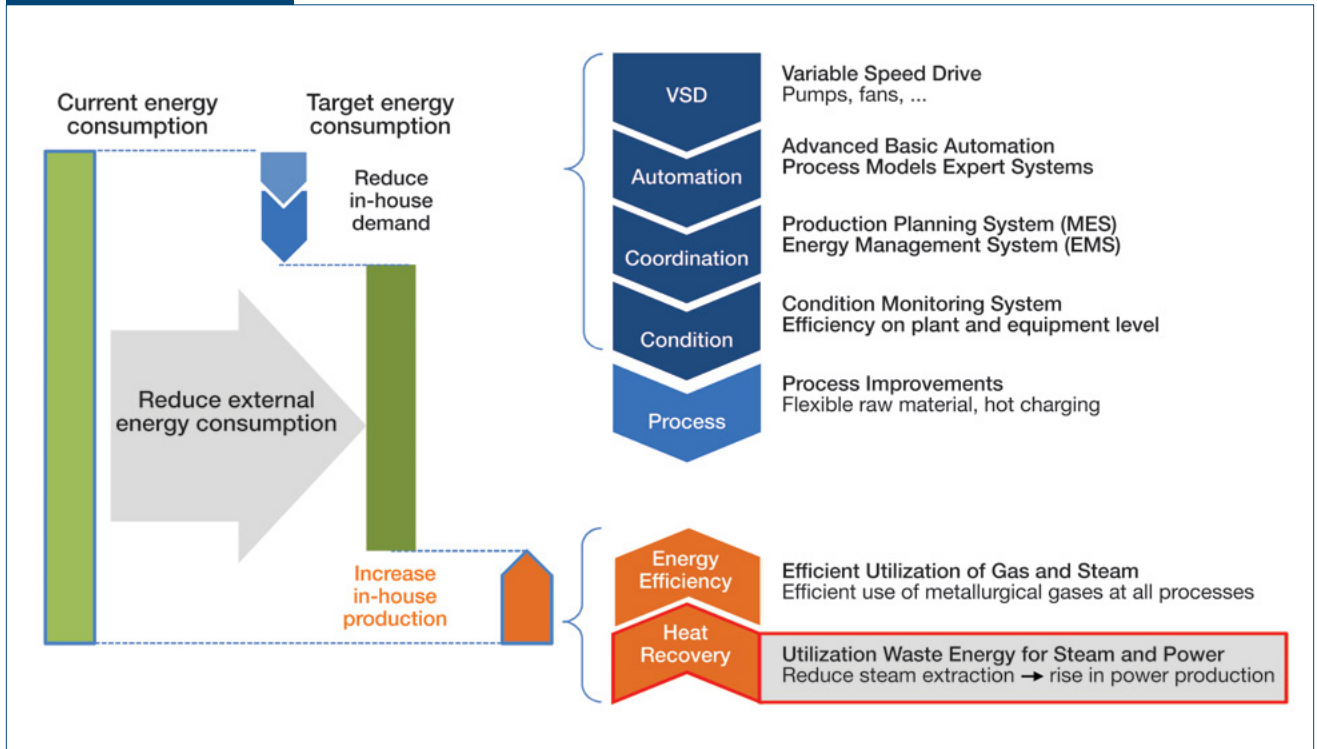 Current energy
consumption
Target energy
consumption
Reduce
in-house
demand
Reduce external
energy consumption
Increase
in-house
production
VSD
Variable Speed Drive
Pumps, fans, ...
Automation
Advanced Basic Automation
Process Models Expert Systems
Coordination
Production Planning System (MES)
Energy Management System (EMS)
Condition
Condition Monitoring System
Efficiency on plant and equipment level
Process
Process Improvements
Flexible raw material, hot charging
Energy
Efficiency
Efficient Utilization of Gas and Steam
Efficient use of metallurgical gases at all processes
Heat
Recovery
Utilization Waste Energy for Steam and Power
Reduce steam extraction → rise in power production